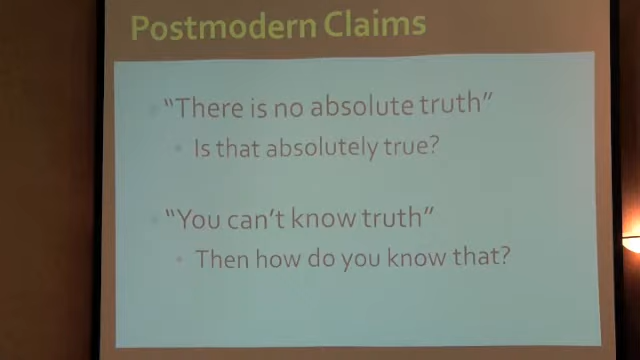 Postmodern Claims
“There is no absolute truth”
Is that absolutely true?
“You can’t know truth”
Then how do you know that?